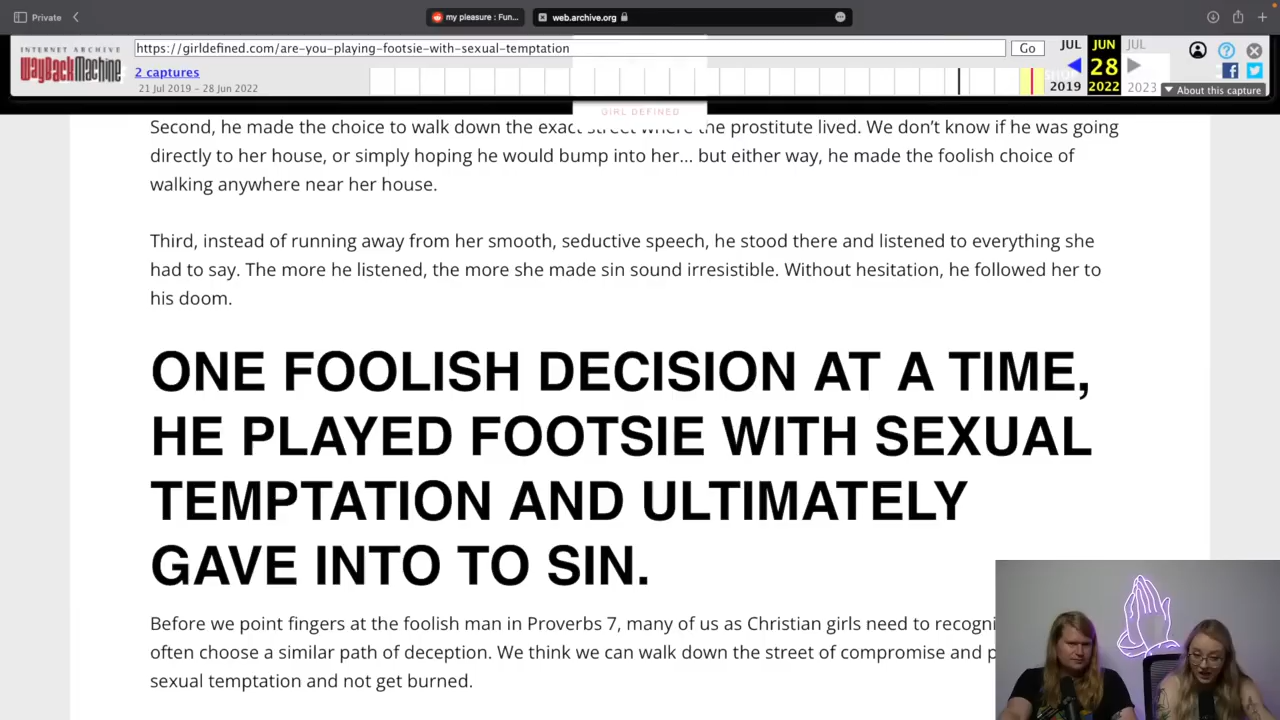 Private
my pleasure : Fun...
web.archive.org
INTERNET ARCHIVE
WayBackMachine
https://girldefined.com/are-you-playing-footsie-with-sexual-temptation
Go
JUL
JUN
JUL
2 captures
28
21 Jul 2019 – 28 Jun 2022
2019
2022
2023
About this capture
GIRL DEFINED
Second, he made the choice to walk down the exact street where the prostitute lived. We don’t know if he was going
directly to her house, or simply hoping he would bump into her... but either way, he made the foolish choice of
walking anywhere near her house.
Third, instead of running away from her smooth, seductive speech, he stood there and listened to everything she
had to say. The more he listened, the more she made sin sound irresistible. Without hesitation, he followed her to
his doom.
ONE FOOLISH DECISION AT A TIME,
HE PLAYED FOOTSIE WITH SEXUAL
TEMPTATION AND ULTIMATELY
GAVE INTO TO SIN.
Before we point fingers at the foolish man in Proverbs 7, many of us as Christian girls need to recogni
often choose a similar path of deception. We think we can walk down the street of compromise and p
sexual temptation and not get burned.